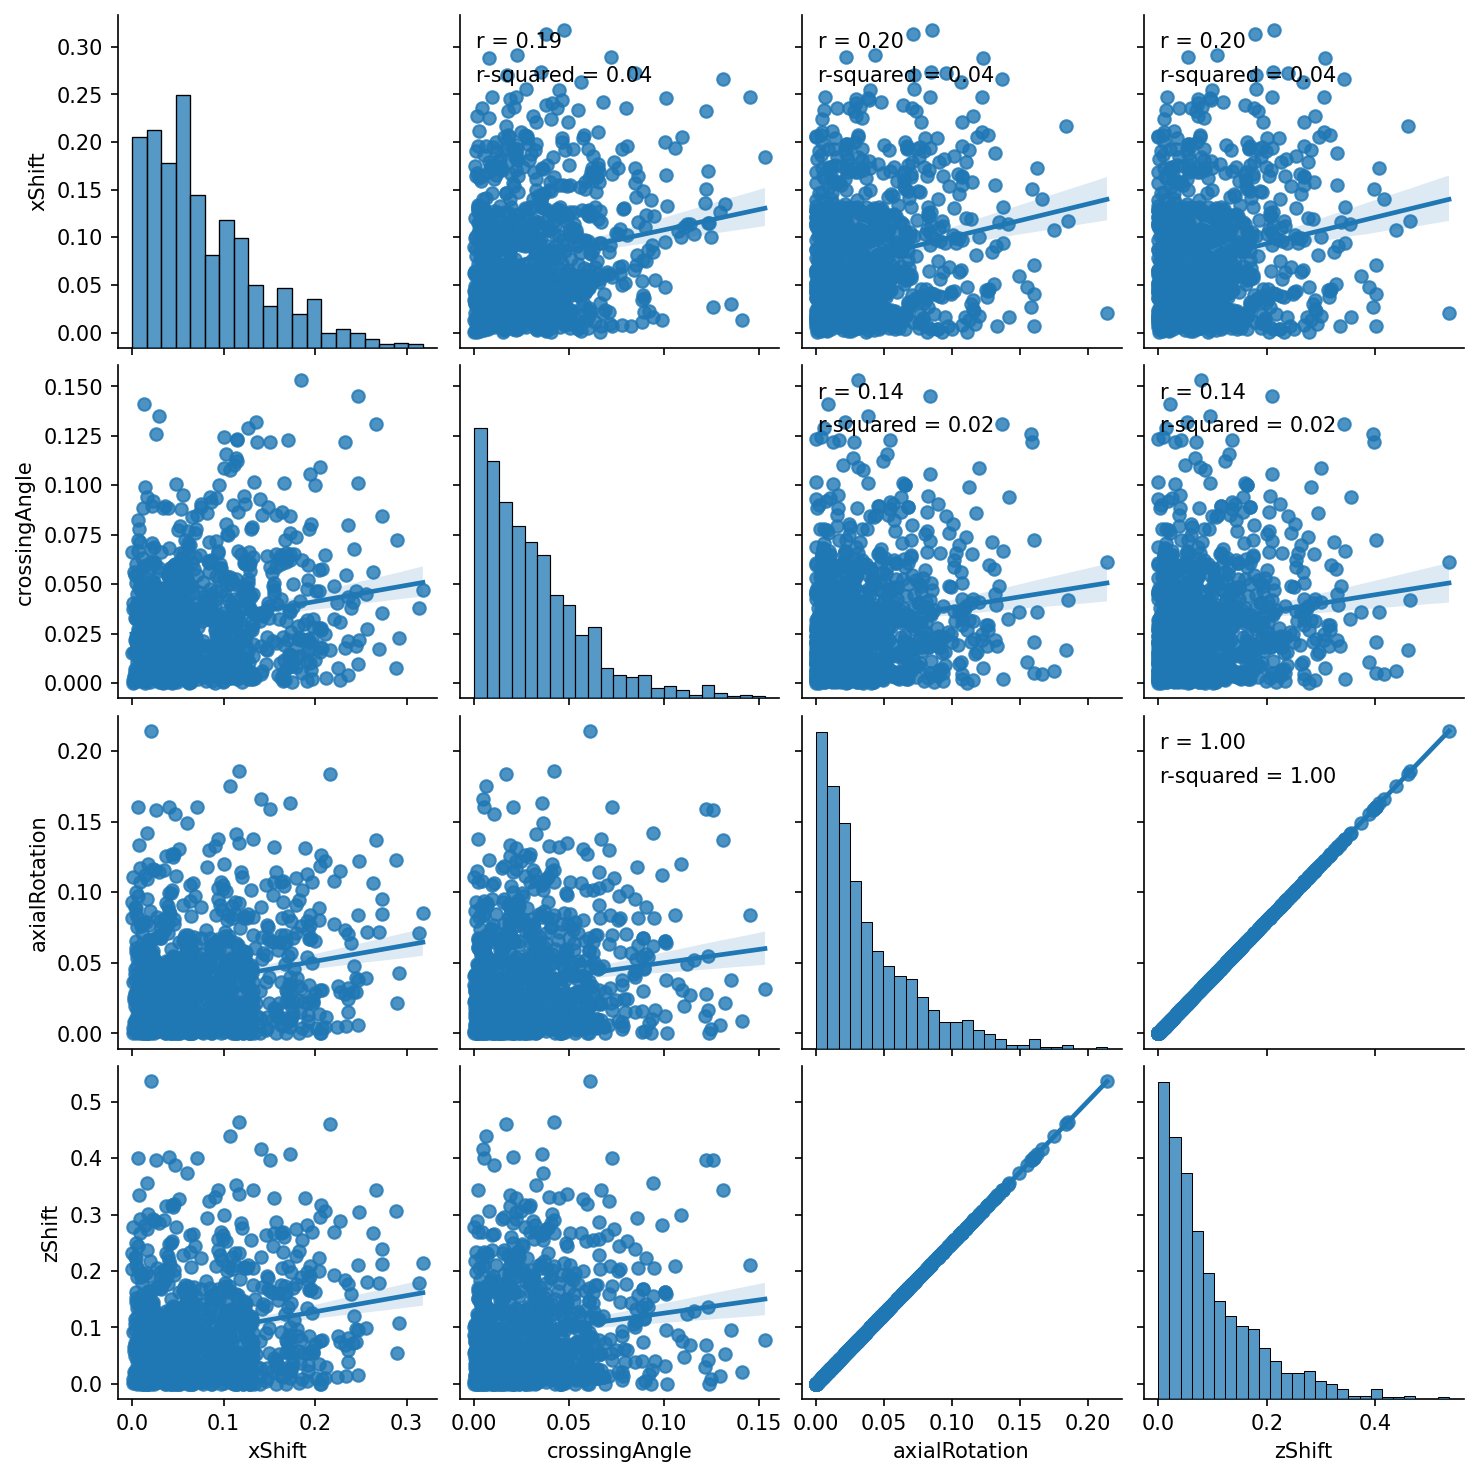 0.30
0.25
0.20
0.15
0.10
0.05
0.00
xShift
r = 0.19
r-squared = 0.04
r = 0.20
r-squared = 0.04
r = 0.20
r-squared = 0.04
0.150
0.125
0.100
0.075
0.050
0.025
0.000
crossingAngle
r = 0.14
r-squared = 0.02
r = 0.14
r-squared = 0.02
0.20
0.15
0.10
0.05
0.00
axialRotation
r = 1.00
r-squared = 1.00
0.5
0.4
0.3
0.2
0.1
0.0
zShift
0.0 0.1 0.2 0.3
xShift
0.00 0.05 0.10 0.15
crossingAngle
0.00 0.05 0.10 0.15 0.20
axialRotation
0.0 0.2 0.4
zShift